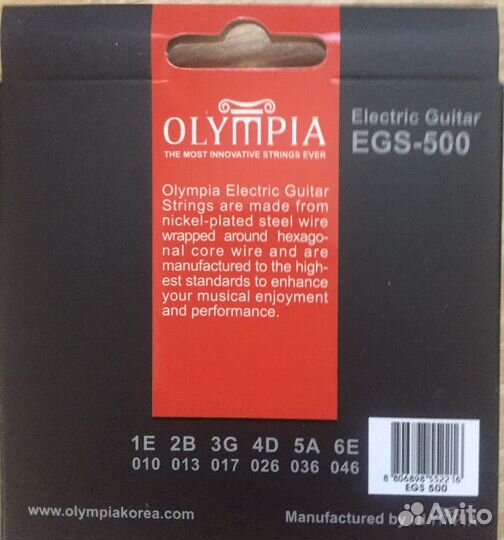 OLYMPIA
THE MOST INNOVATIVE STRINGS EVER
Electric Guitar
EGS-500
Olympia Electric Guitar
Strings are made from
nickel-plated steel wire
wrapped around hexago-
nal core wire and are
manufactured to the high-
est standards to enhance
your musical enjoyment
and performance.
1E 2B 3G 4D 5A 6E
010 013 017 026 036 046
8 806898 552216
EGS 500
www.olympiakorea.com
Manufactured by
Avito